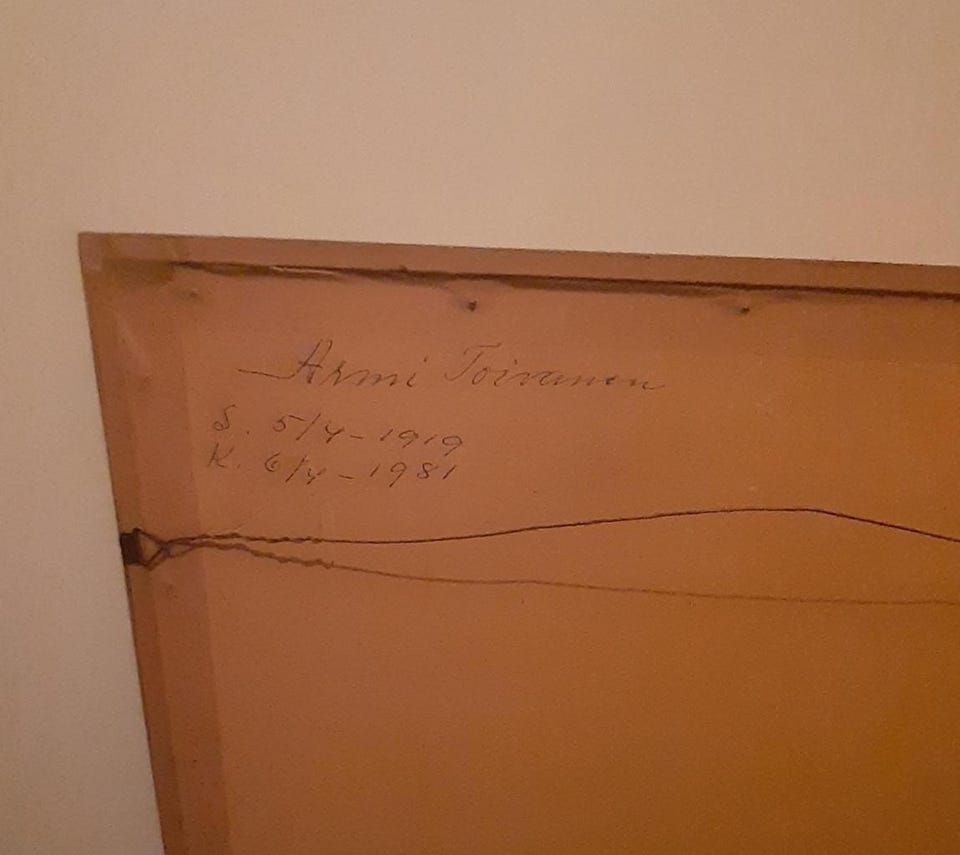 Armi Toivanen
S. 5/4-1919
K. 6/4-1981